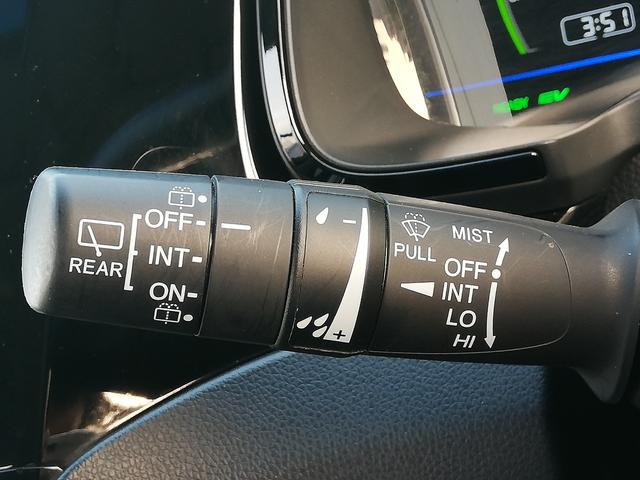 3:51
EV
OFF
INT
ON
REAR
−
+
PULL
MIST
OFF
INT
LO
HI